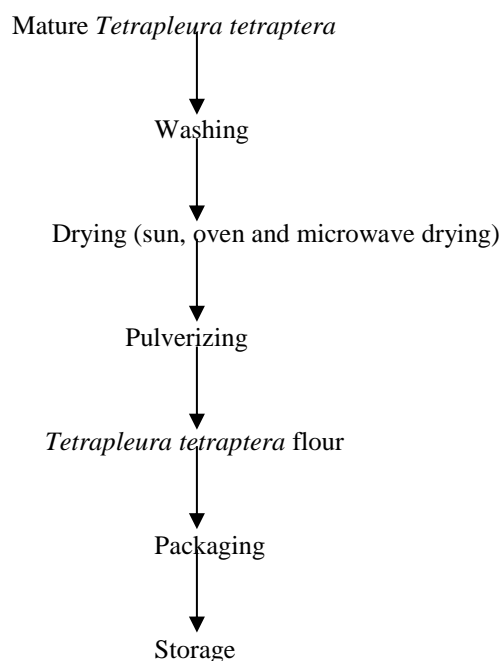 Mature Tetrapleura tetraptera
Washing
Drying (sun, oven and microwave drying)
Pulverizing
Tetrapleura tetraptera flour
Packaging
Storage